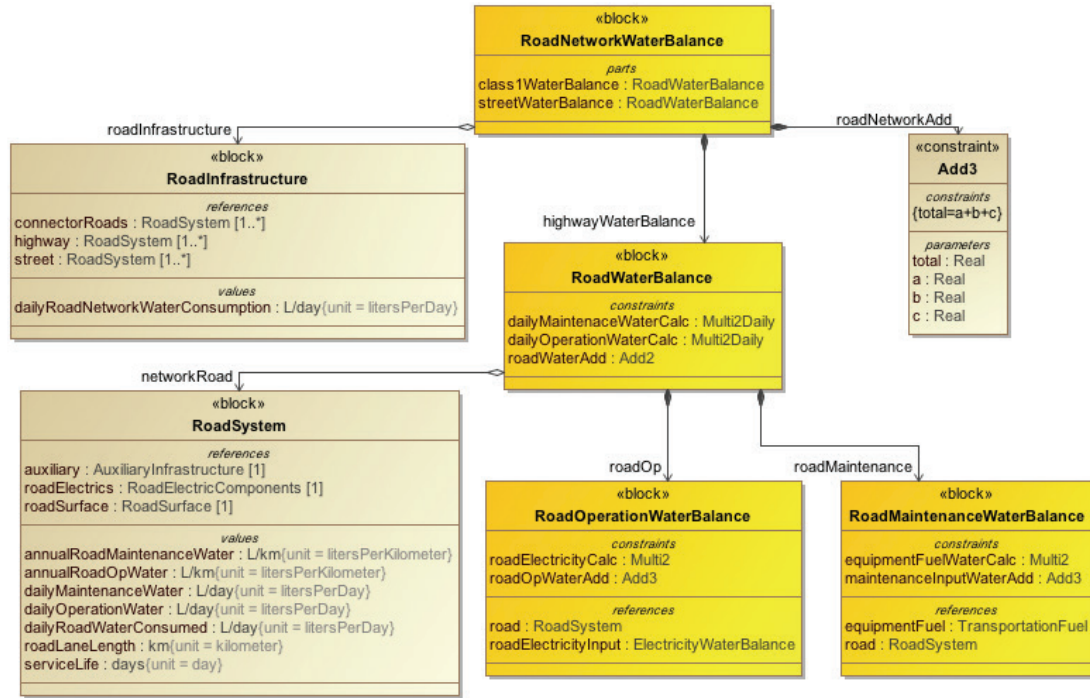 «block»
RoadNetworkWaterBalance
parts
class1WaterBalance : RoadWaterBalance
streetWaterBalance : RoadWaterBalance
roadInfrastructure
roadNetworkAdd
«block»
RoadInfrastructure
references
connectorRoads : RoadSystem [1..*]
highway : RoadSystem [1..*]
street : RoadSystem [1..*]
values
dailyRoadNetworkWaterConsumption : L/day{unit = litersPerDay}
«constraint»
Add3
constraints
{total=a+b+c}
parameters
total : Real
a : Real
b : Real
c : Real
highwayWaterBalance
«block»
RoadWaterBalance
constraints
dailyMaintenaceWaterCalc : Multi2Daily
dailyOperationWaterCalc : Multi2Daily
roadWaterAdd : Add2
networkRoad
«block»
RoadSystem
references
auxiliary : AuxiliaryInfrastructure [1]
roadElectrics : RoadElectricComponents [1]
roadSurface : RoadSurface [1]
values
annualRoadMaintenanceWater : L/km{unit = litersPerKilometer}
annualRoadOpWater : L/km{unit = litersPerKilometer}
dailyMaintenanceWater : L/day{unit = litersPerDay}
dailyOperationWater : L/day{unit = litersPerDay}
dailyRoadWaterConsumed : L/day{unit = litersPerDay}
roadLaneLength : km{unit = kilometer}
serviceLife : days{unit = day}
roadOp
roadMaintenance
«block»
RoadOperationWaterBalance
constraints
roadElectricityCalc : Multi2
roadOpWaterAdd : Add3
references
road : RoadSystem
roadElectricityInput : ElectricityWaterBalance
«block»
RoadMaintenanceWaterBalance
constraints
equipmentFuelWaterCalc : Multi2
maintenanceInputWaterAdd : Add3
references
equipmentFuel : TransportationFuel
road : RoadSystem